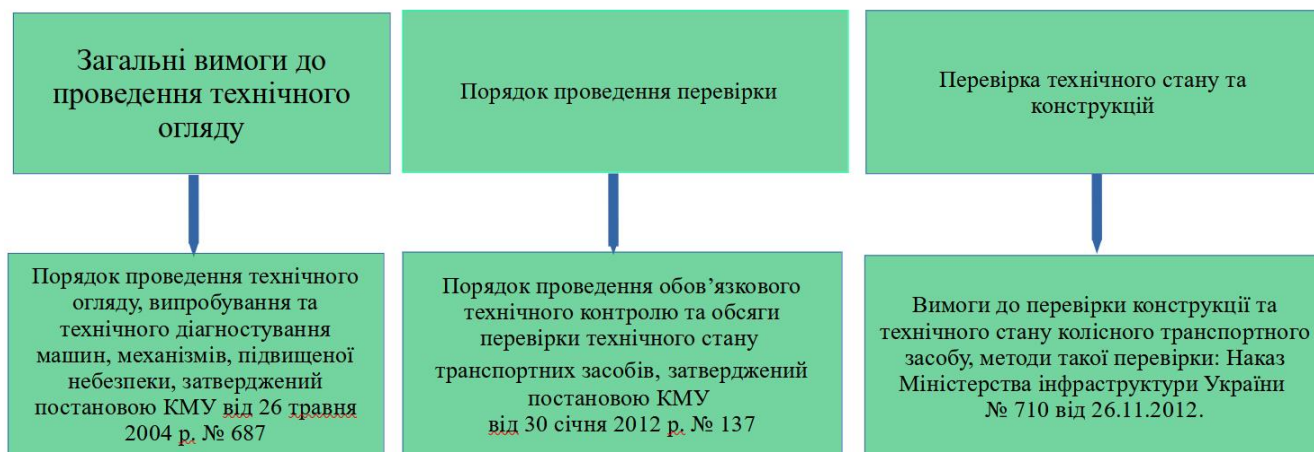 Загальні вимоги до
проведення технічного
огляду
Порядок проведення перевірки
Перевірка технічного стану та
конструкцій
Порядок проведення технічного
огляду, випробування та
технічного діагностування
машин, механізмів, підвищеної
небезпеки, затверджений
постановою КМУ від 26 травня
2004 р. № 687
Порядок проведення обов’язкового
технічного контролю та обсяги
перевірки технічного стану
транспортних засобів, затверджений
постановою КМУ
від 30 січня 2012 р. № 137
Вимоги до перевірки конструкції та
технічного стану колісного транспортного
засобу, методи такої перевірки: Наказ
Міністерства інфраструктури України
№ 710 від 26.11.2012.